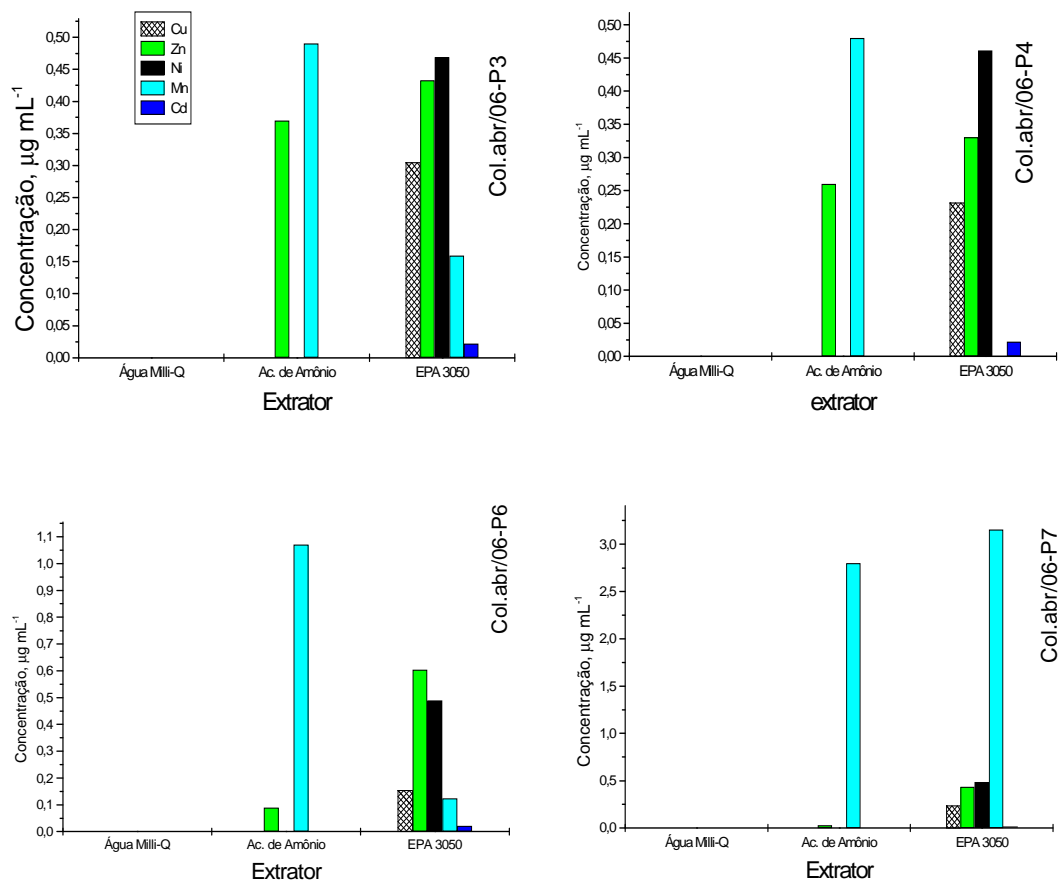 Cu
Zn
Ni
Mn
Cd
0,50
0,45
0,40
0,35
0,30
0,25
0,20
0,15
0,10
0,05
0,00
Concentração, µg mL⁻¹
Água Milli-Q Ac. de Amônio EPA 3050
Extrator
Col.abr/06-P3
0,50
0,45
0,40
0,35
0,30
0,25
0,20
0,15
0,10
0,05
0,00
Concentração, µg mL⁻¹
Água Milli-Q Ac. de Amônio EPA 3050
extrator
Col.abr/06-P4
1,1
1,0
0,9
0,8
0,7
0,6
0,5
0,4
0,3
0,2
0,1
0,0
Concentração, µg mL⁻¹
Água Milli-Q Ac. de Amônio EPA 3050
Extrator
Col.abr/06-P6
3,0
2,5
2,0
1,5
1,0
0,5
0,0
Concentração, µg mL⁻¹
Água Milli-Q Ac. de Amônio EPA 3050
Extrator
Col.abr/06-P7